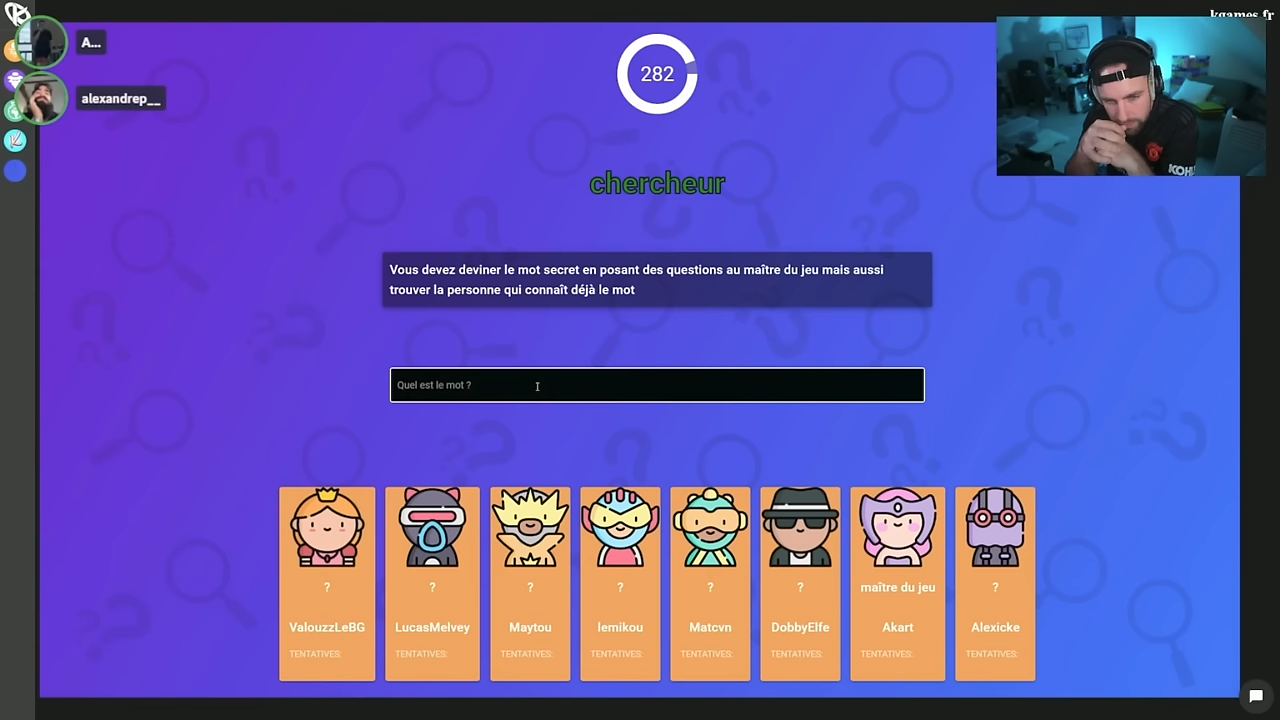 kgames.fr
A...
alexandrep__
282
chercheur
Vous devez deviner le mot secret en posant des questions au maître du jeu mais aussi
trouver la personne qui connaît déjà le mot
Quel est le mot ?
? ? ? ? ? ? maître du jeu ?
ValouzzLeBG LucasMelvey Maytou lemikou Matcvn DobbyElfe Akart Alexicke
TENTATIVES: TENTATIVES: TENTATIVES: TENTATIVES: TENTATIVES: TENTATIVES: TENTATIVES: TENTATIVES:
KOHL